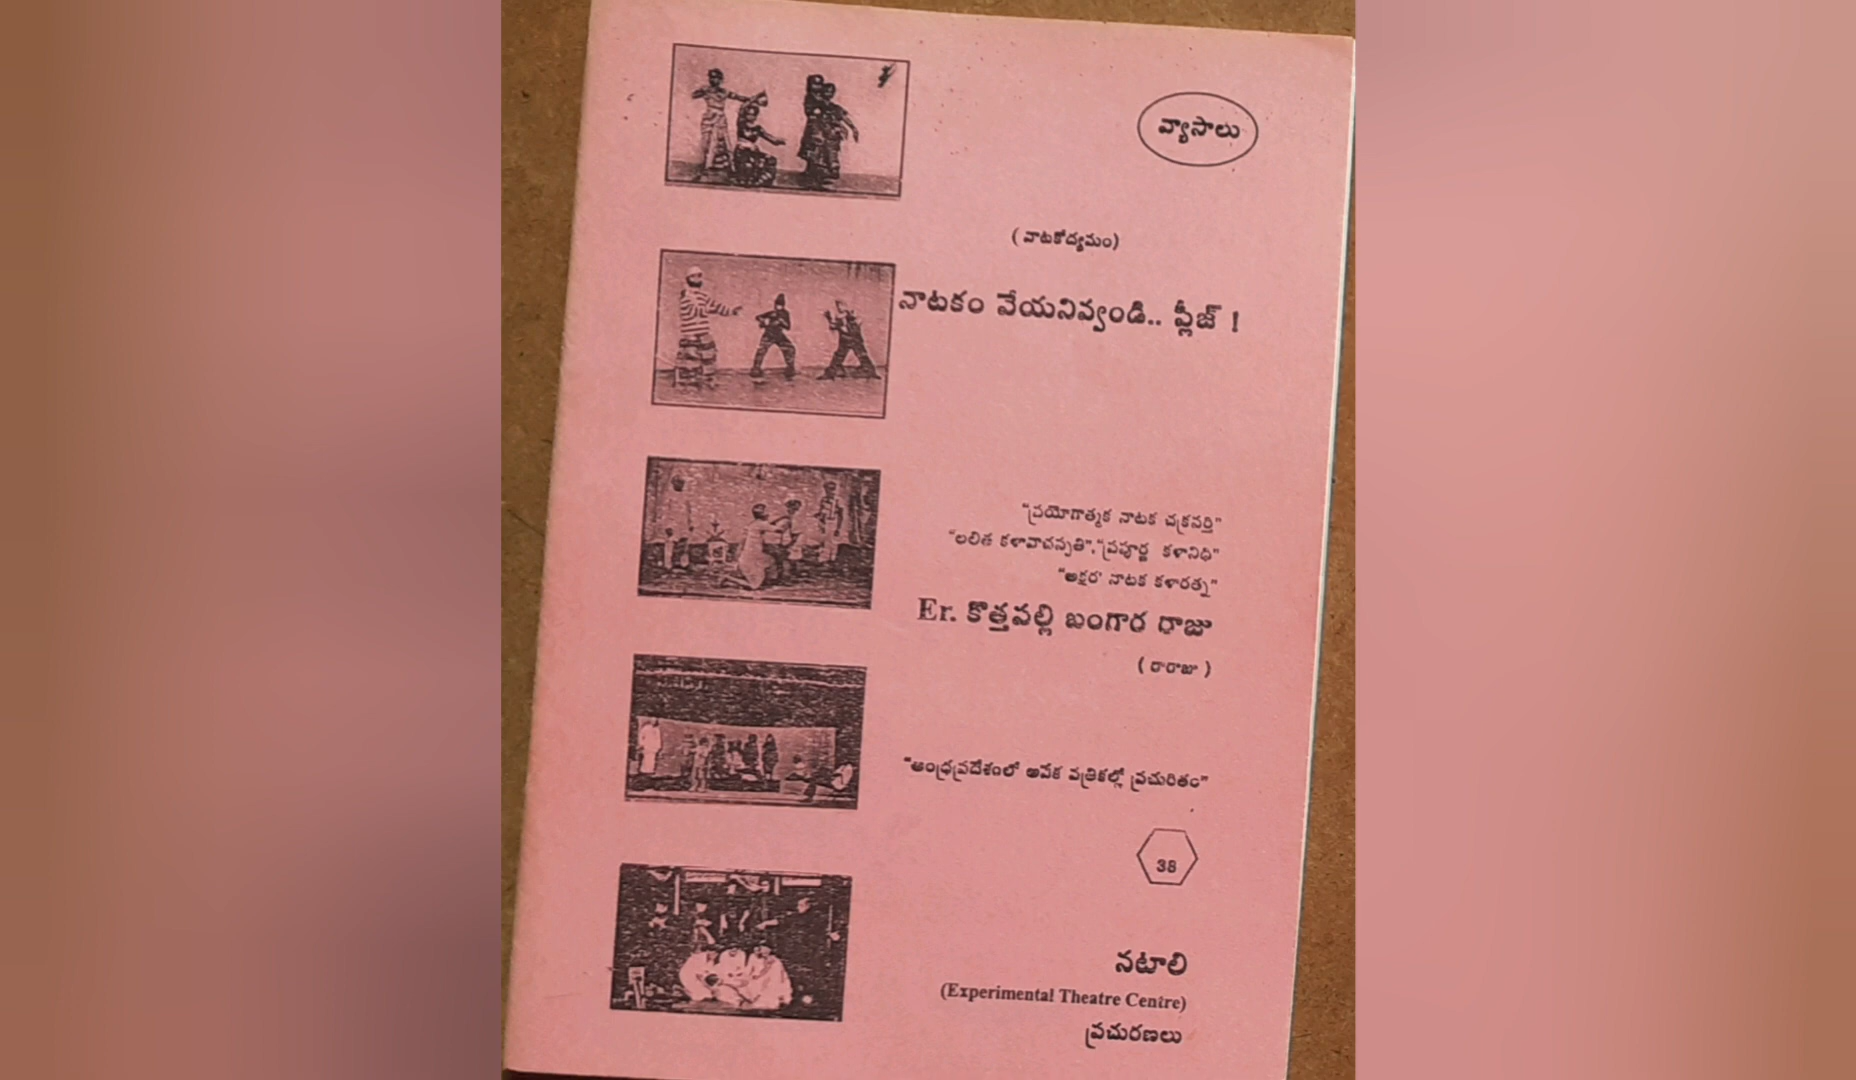 వ్యాసాలు
(నాటకోద్యమం)
నాటకం వేయనివ్వండి.. ప్లీజ్ !
"ప్రయోగాత్మక నాటక చక్రవర్తి"
"లలిత కళావాచస్పతి","ప్రపూర్ణ కళానిధి"
"అక్షర' నాటక కళారత్న"
Er. కొత్తపల్లి బంగార రాజు
( రారాజు )
"ఆంధ్రప్రదేశంలో అనేక పత్రికల్లో ప్రచురితం"
38
నటాలి
(Experimental Theatre Centre)
ప్రచురణలు